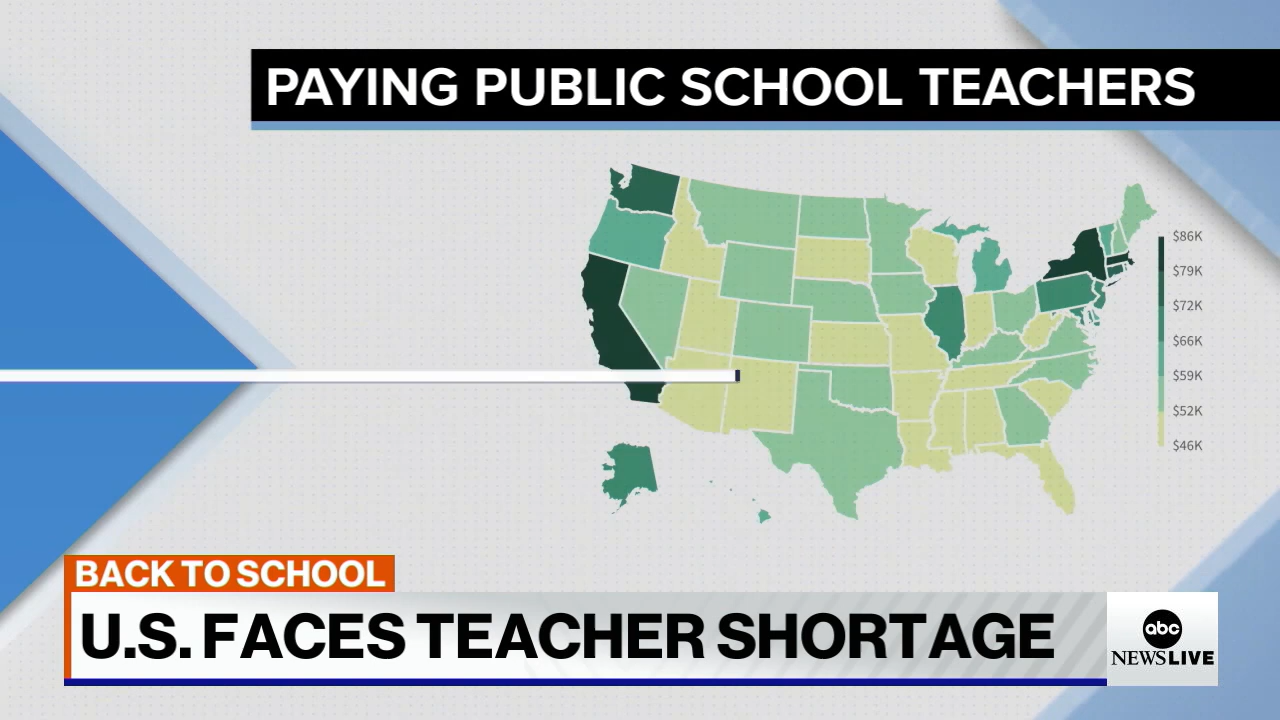 PAYING PUBLIC SCHOOL TEACHERS
$86K
$79K
$72K
$66K
$59K
$52K
$46K
BACK TO SCHOOL
U.S. FACES TEACHER SHORTAGE
abc
NEWSLIVE